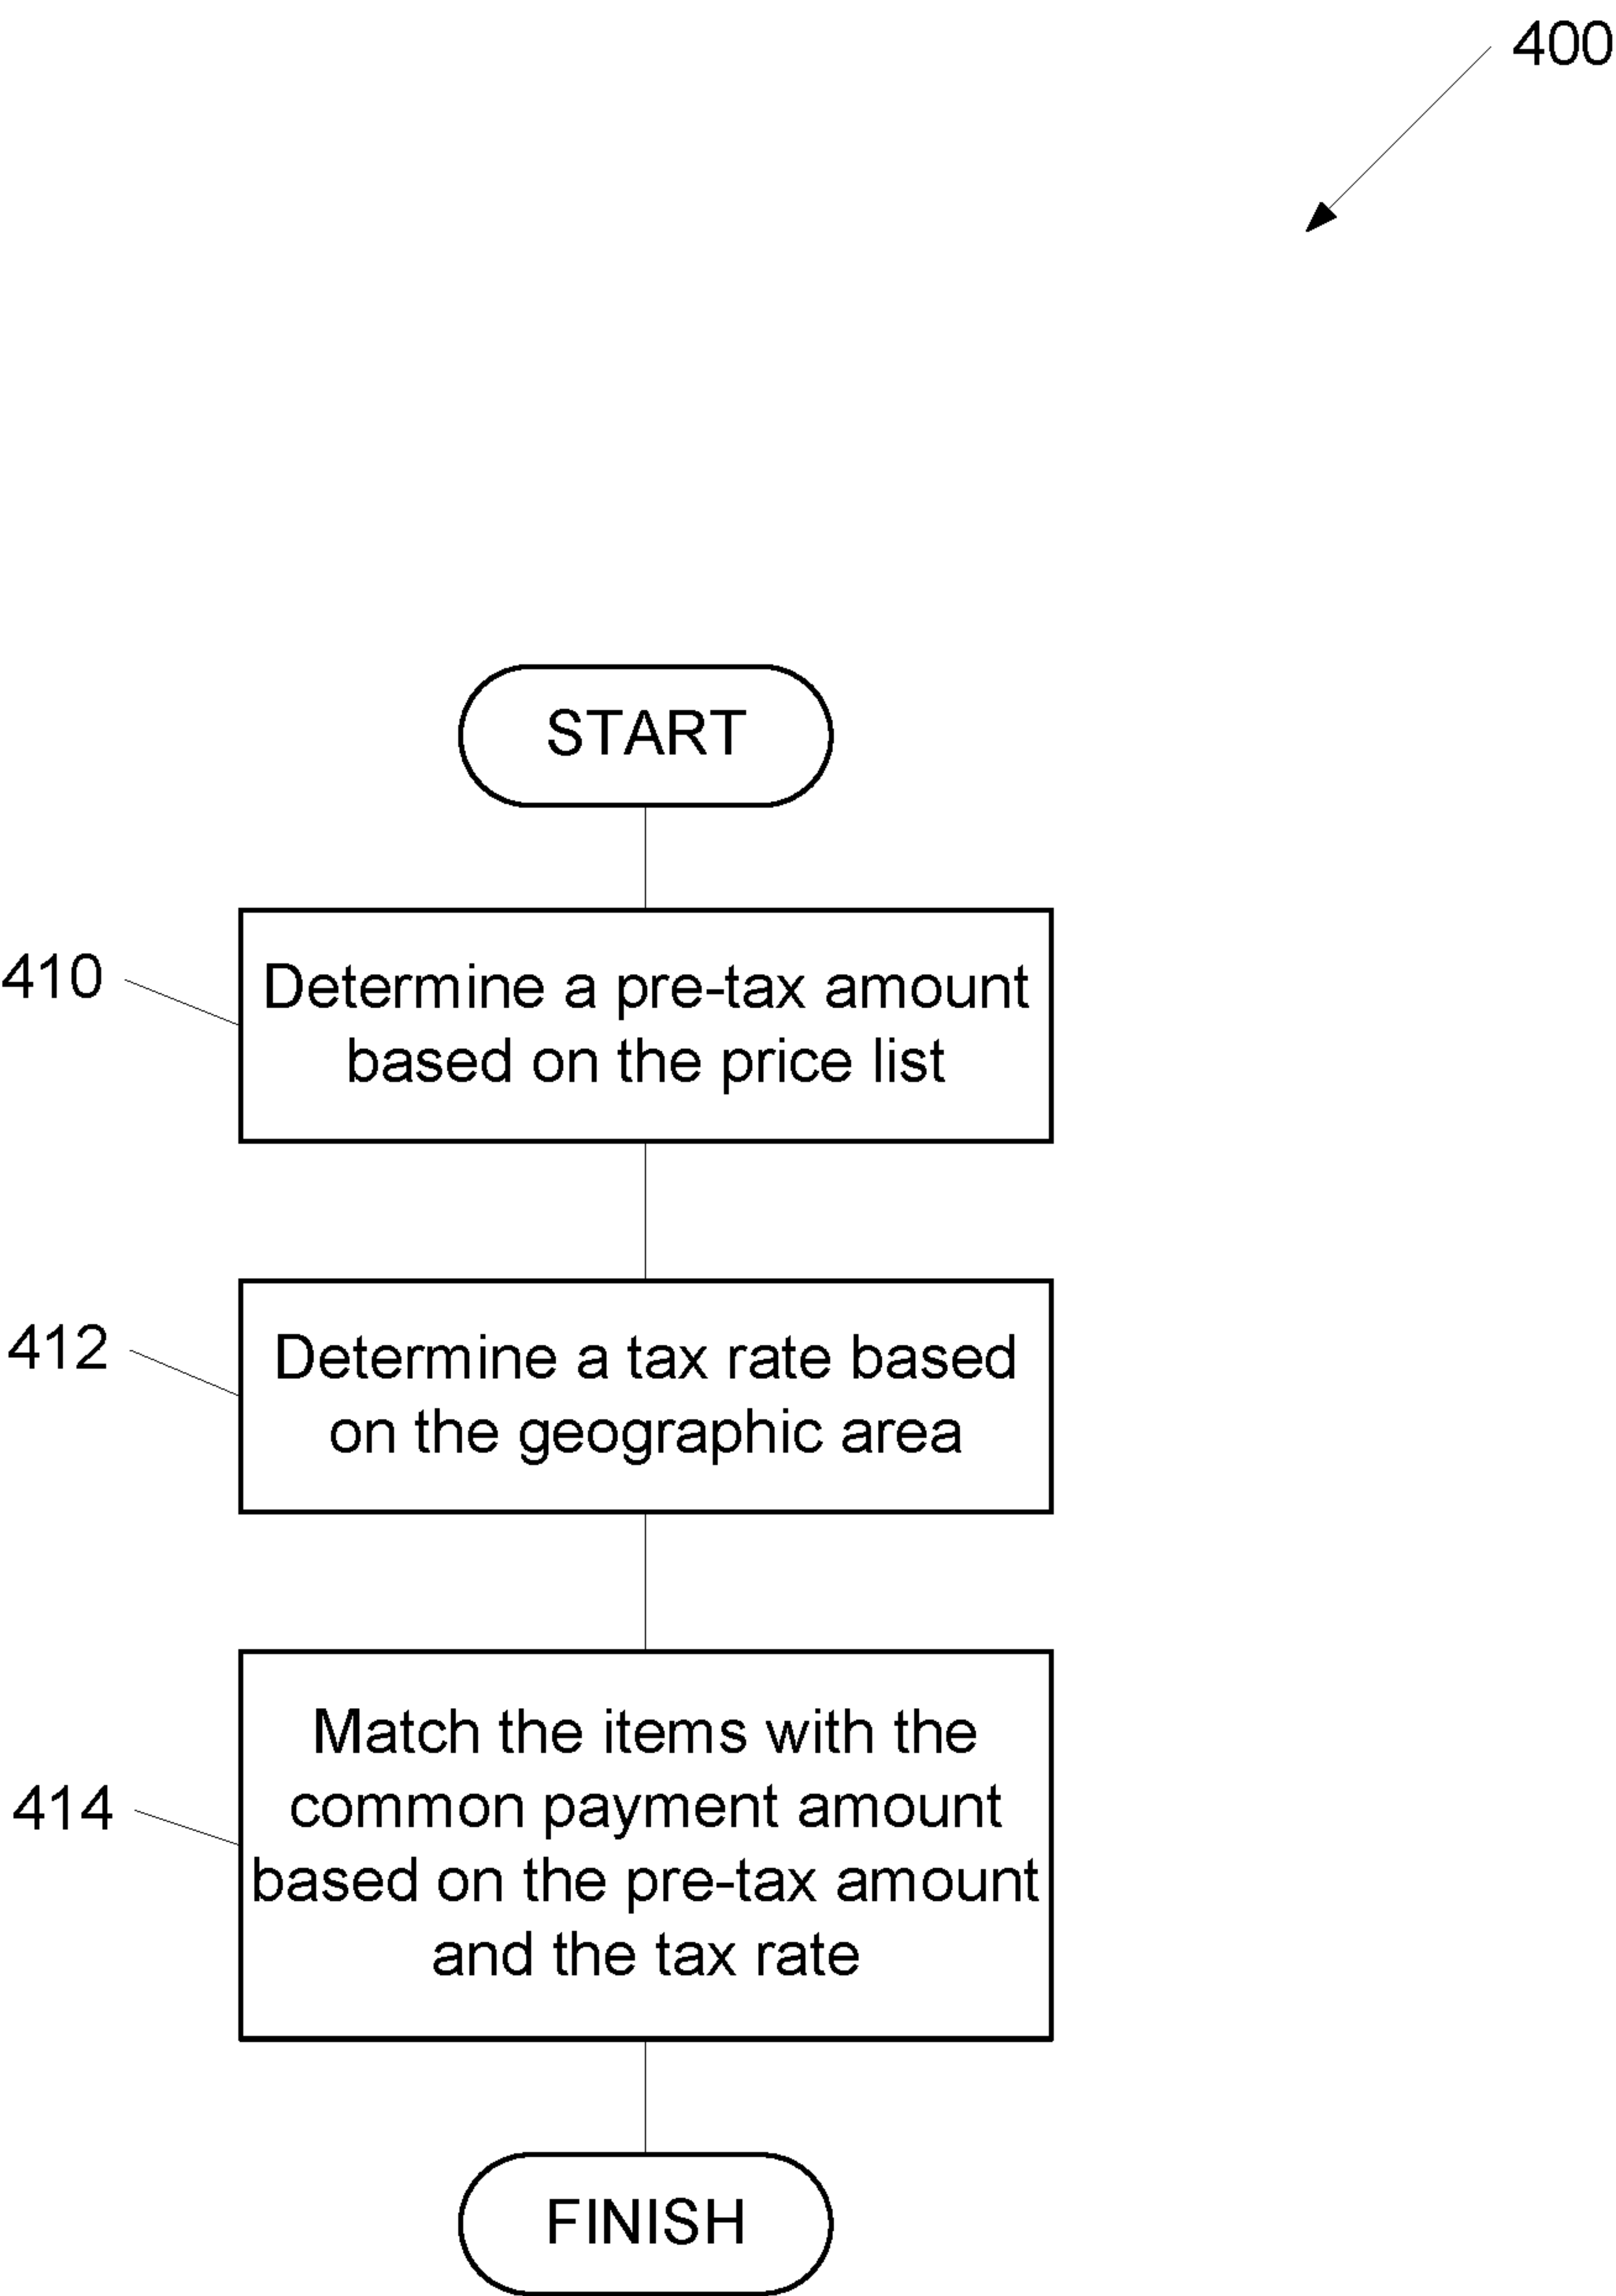 400
START
410
Determine a pre-tax amount
based on the price list
412
Determine a tax rate based
on the geographic area
414
Match the items with the
common payment amount
based on the pre-tax amount
and the tax rate
FINISH